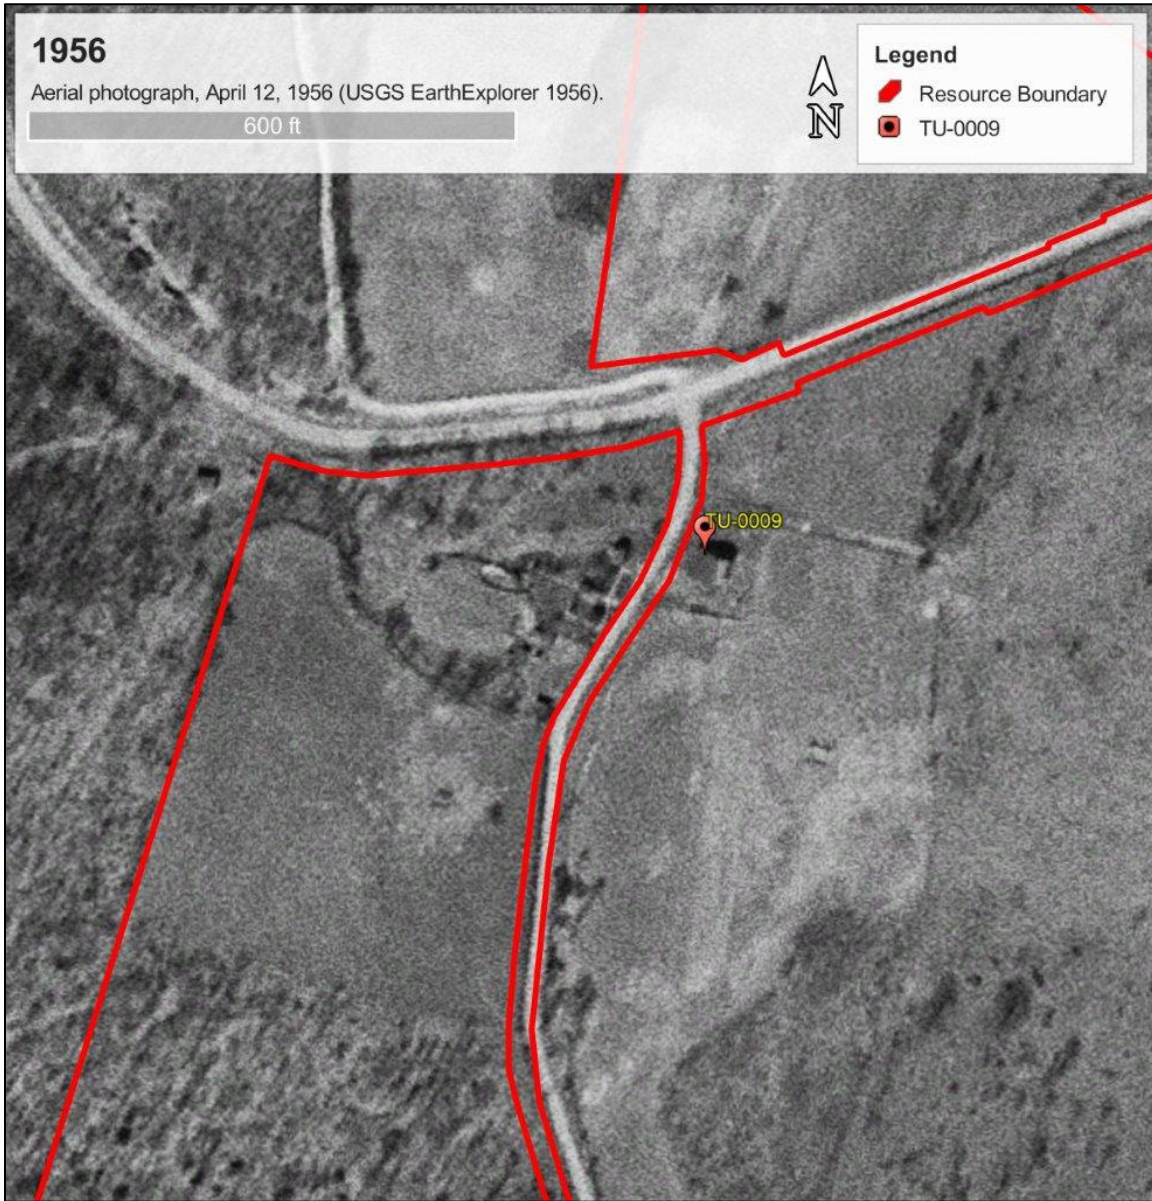 1956
Aerial photograph, April 12, 1956 (USGS EarthExplorer 1956).
600 ft
N
Legend
Resource Boundary
TU-0009
TU-0009